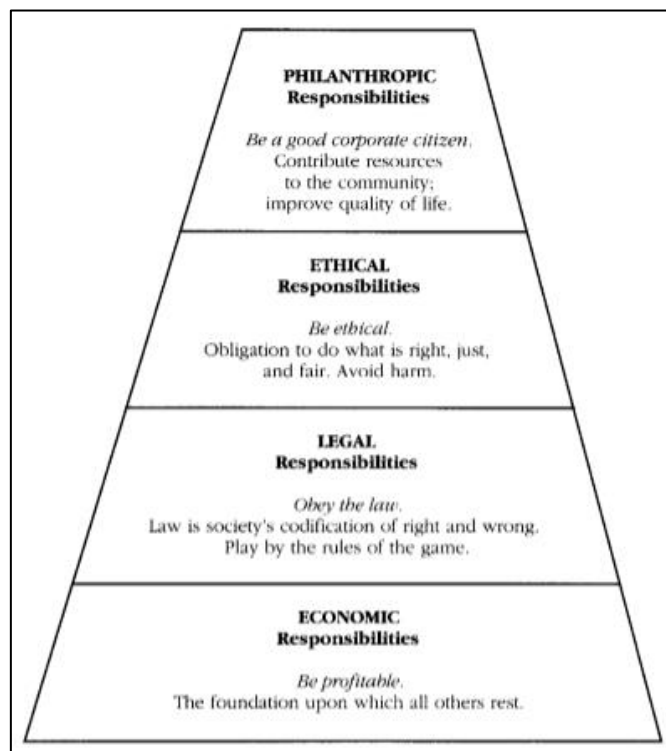 PHILANTHROPIC
Responsibilities
Be a good corporate citizen.
Contribute resources
to the community;
improve quality of life.
ETHICAL
Responsibilities
Be ethical.
Obligation to do what is right, just,
and fair. Avoid harm.
LEGAL
Responsibilities
Obey the law.
Law is society's codification of right and wrong.
Play by the rules of the game.
ECONOMIC
Responsibilities
Be profitable.
The foundation upon which all others rest.